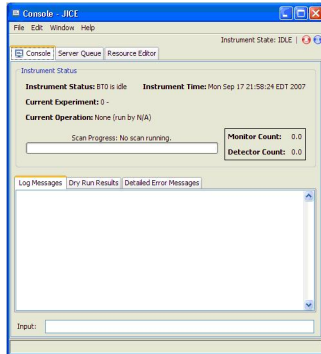 Console - JICE
File Edit Window Help
Instrument State: IDLE |
Console Server Queue Resource Editor
Instrument Status
Instrument Status: BT0 is idle Instrument Time: Mon Sep 17 21:58:24 EDT 2007
Current Experiment: 0 -
Current Operation: None (run by N/A)
Scan Progress: No scan running.
Monitor Count: 0.0
Detector Count: 0.0
Log Messages Dry Run Results Detailed Error Messages
Input: